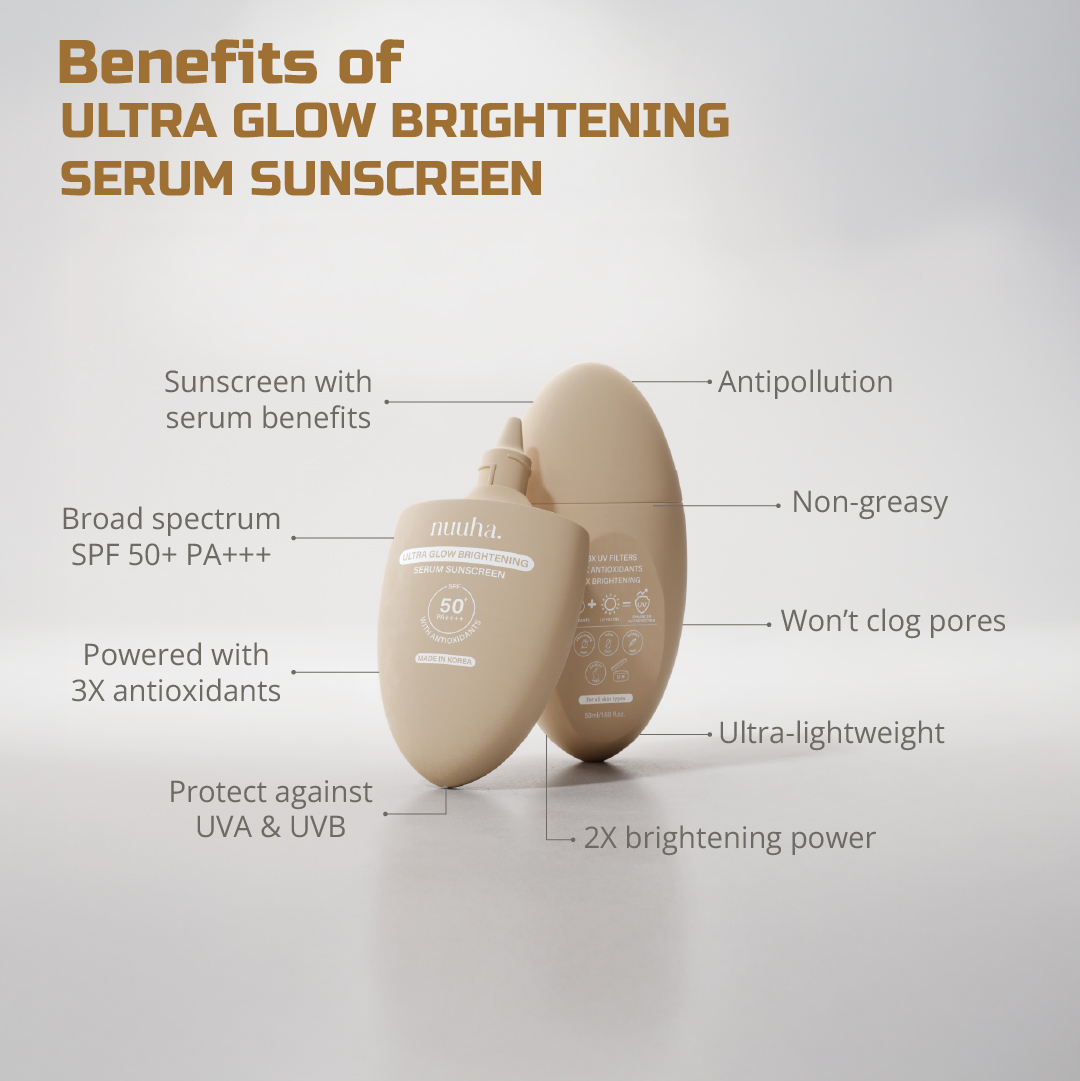 Benefits of
ULTRA GLOW BRIGHTENING
SERUM SUNSCREEN
Sunscreen with
serum benefits
Broad spectrum
SPF 50+ PA+++
Powered with
3X antioxidants
Protect against
UVA & UVB
Antipollution
Non-greasy
Won't clog pores
Ultra-lightweight
2X brightening power
nuuha.
ULTRA GLOW BRIGHTENING
SERUM SUNSCREEN
SPF
50+
PA+++
WITH ANTIOXIDANTS
MADE IN KOREA
UV FILTERS
ANTIOXIDANTS
X BRIGHTENING
+ =
UV
For all skin types
50ml/1.69 fl.oz.